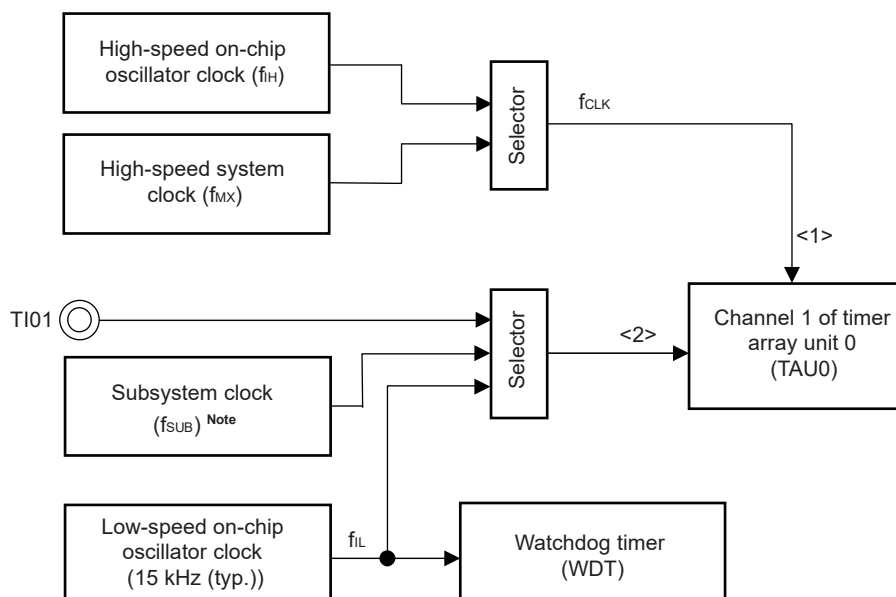 High-speed on-chip
oscillator clock (fIH)
Selector
fCLK
High-speed system
clock (fMX)
<1>
TI01
Selector
<2>
Channel 1 of timer
array unit 0
(TAU0)
Subsystem clock
(fSUB) Note
Low-speed on-chip
oscillator clock
(15 kHz (typ.))
fIL
Watchdog timer
(WDT)